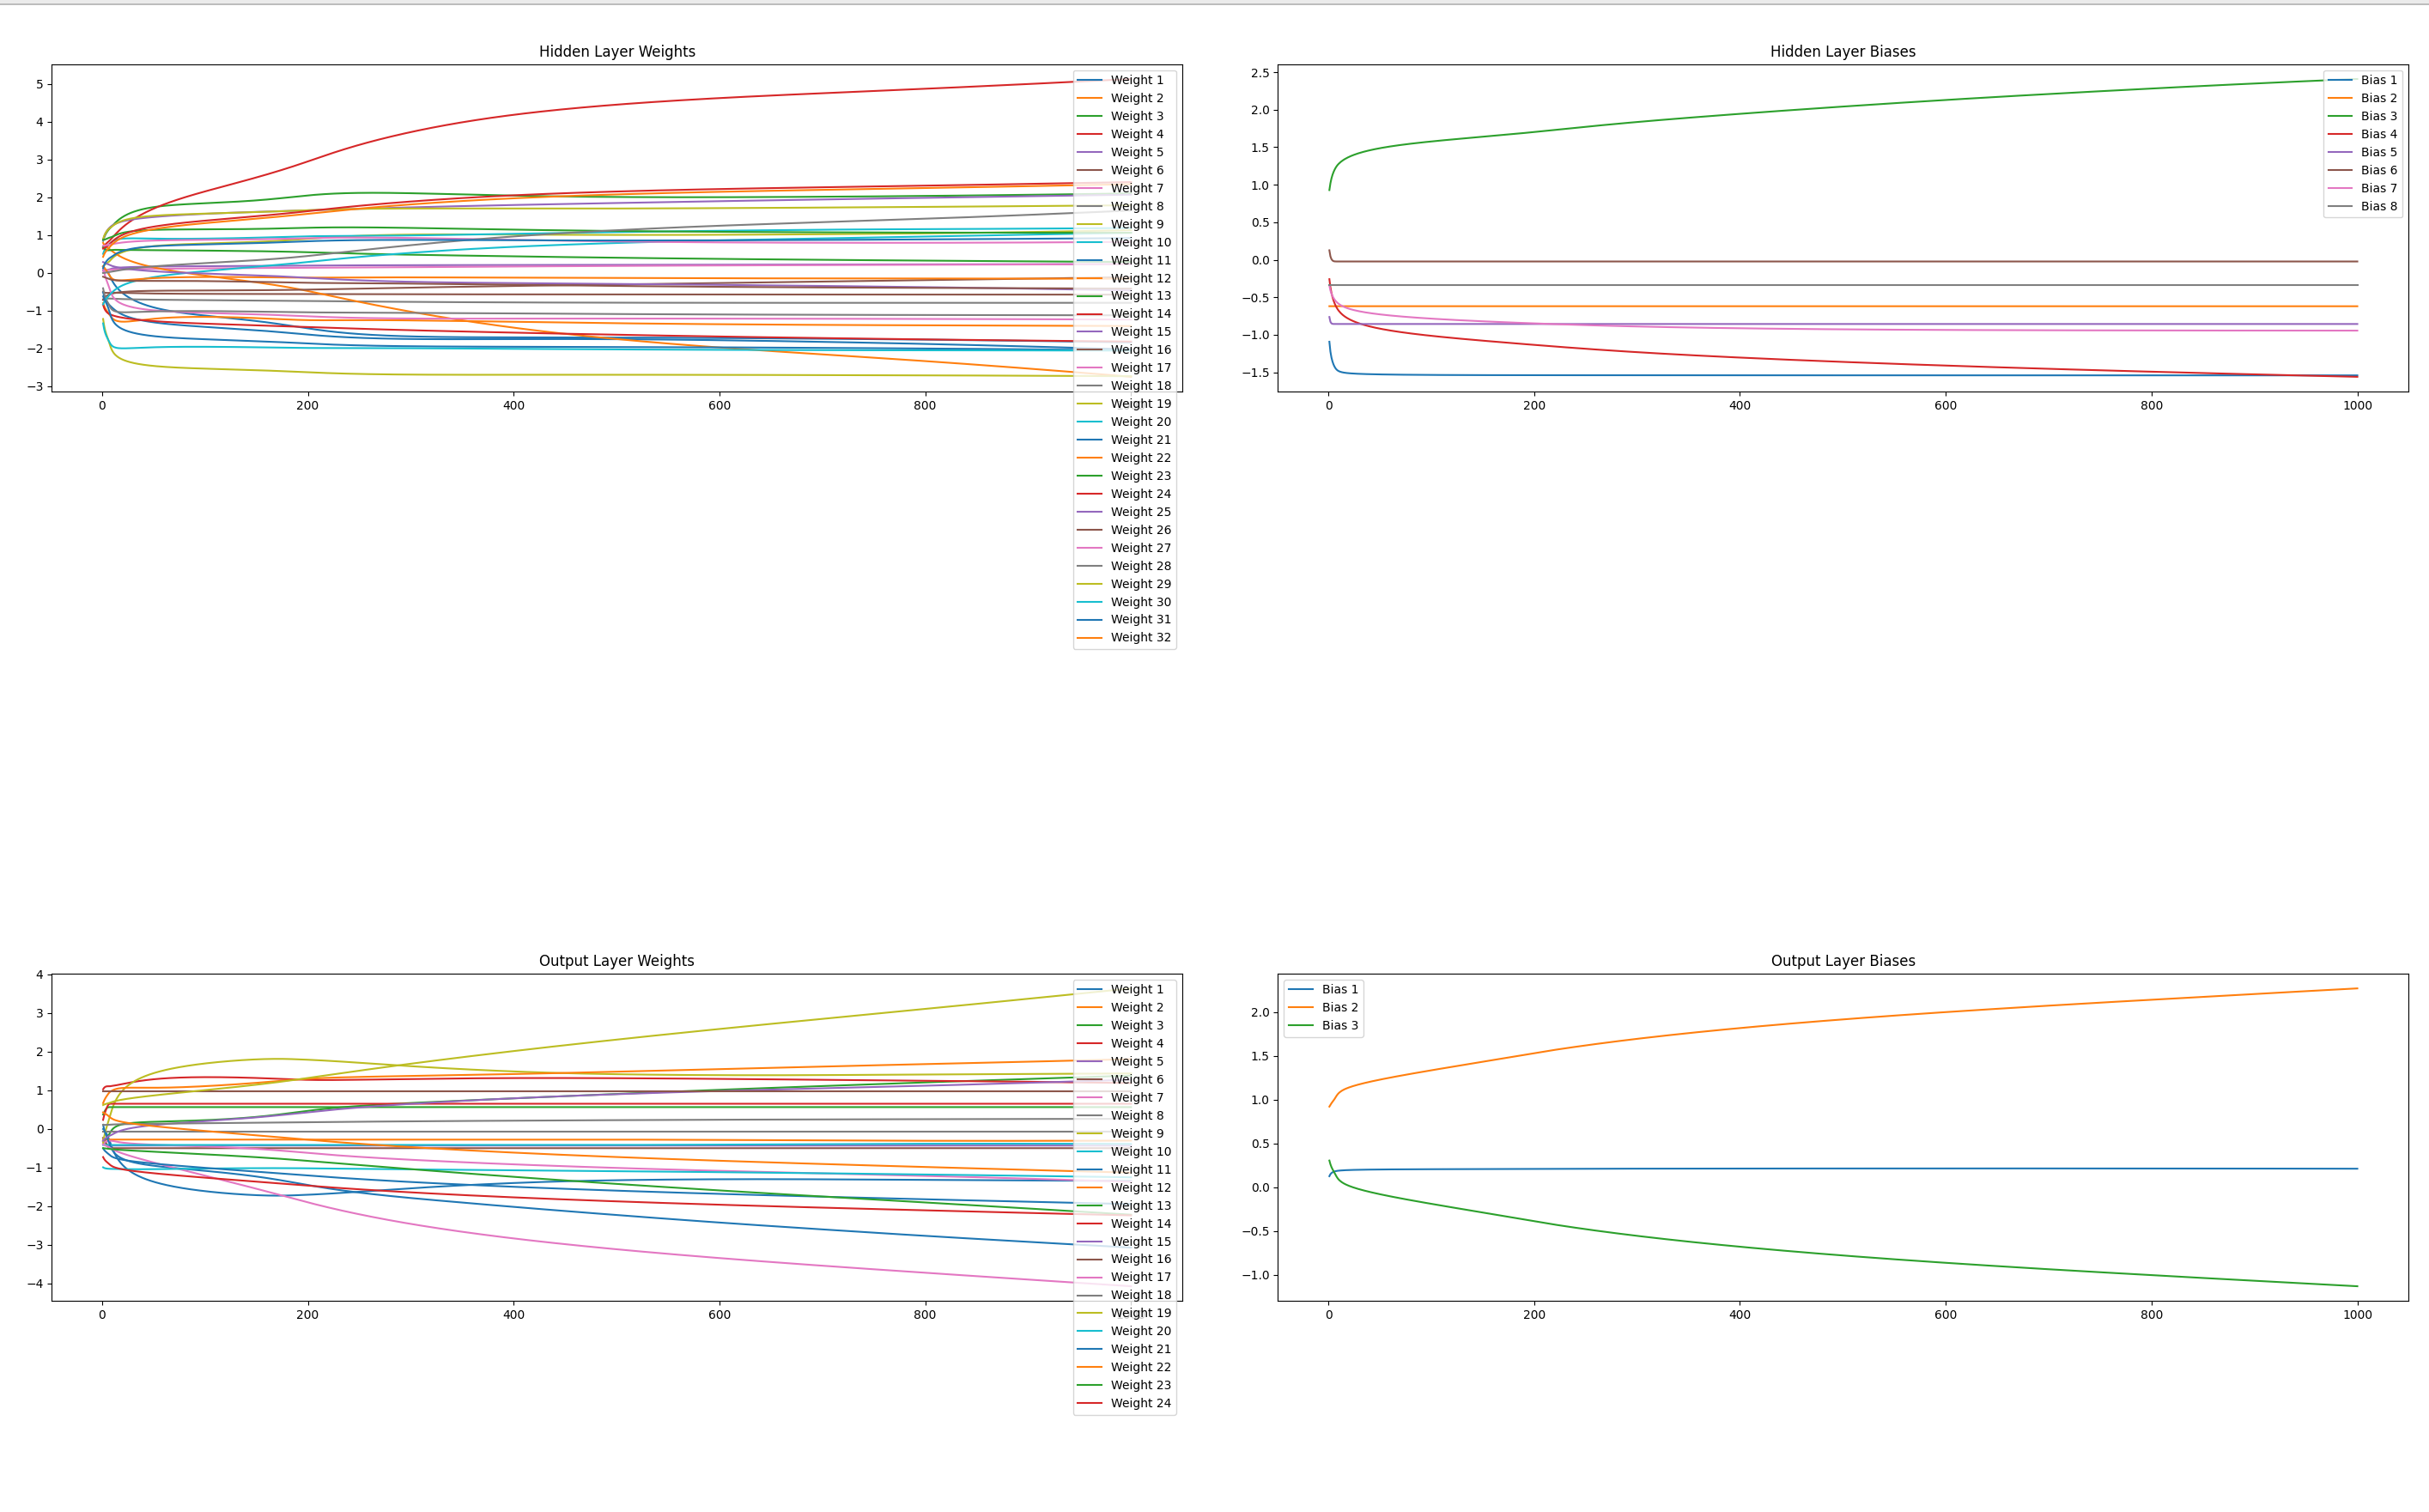 Hidden Layer Weights
5
4
3
2
1
0
−1
−2
−3
0 200 400 600 800
Weight 1
Weight 2
Weight 3
Weight 4
Weight 5
Weight 6
Weight 7
Weight 8
Weight 9
Weight 10
Weight 11
Weight 12
Weight 13
Weight 14
Weight 15
Weight 16
Weight 17
Weight 18
Weight 19
Weight 20
Weight 21
Weight 22
Weight 23
Weight 24
Weight 25
Weight 26
Weight 27
Weight 28
Weight 29
Weight 30
Weight 31
Weight 32
Hidden Layer Biases
2.5
2.0
1.5
1.0
0.5
0.0
−0.5
−1.0
−1.5
0 200 400 600 800 1000
Bias 1
Bias 2
Bias 3
Bias 4
Bias 5
Bias 6
Bias 7
Bias 8
Output Layer Weights
4
3
2
1
0
−1
−2
−3
−4
0 200 400 600 800
Weight 1
Weight 2
Weight 3
Weight 4
Weight 5
Weight 6
Weight 7
Weight 8
Weight 9
Weight 10
Weight 11
Weight 12
Weight 13
Weight 14
Weight 15
Weight 16
Weight 17
Weight 18
Weight 19
Weight 20
Weight 21
Weight 22
Weight 23
Weight 24
Output Layer Biases
2.0
1.5
1.0
0.5
0.0
−0.5
−1.0
0 200 400 600 800 1000
Bias 1
Bias 2
Bias 3